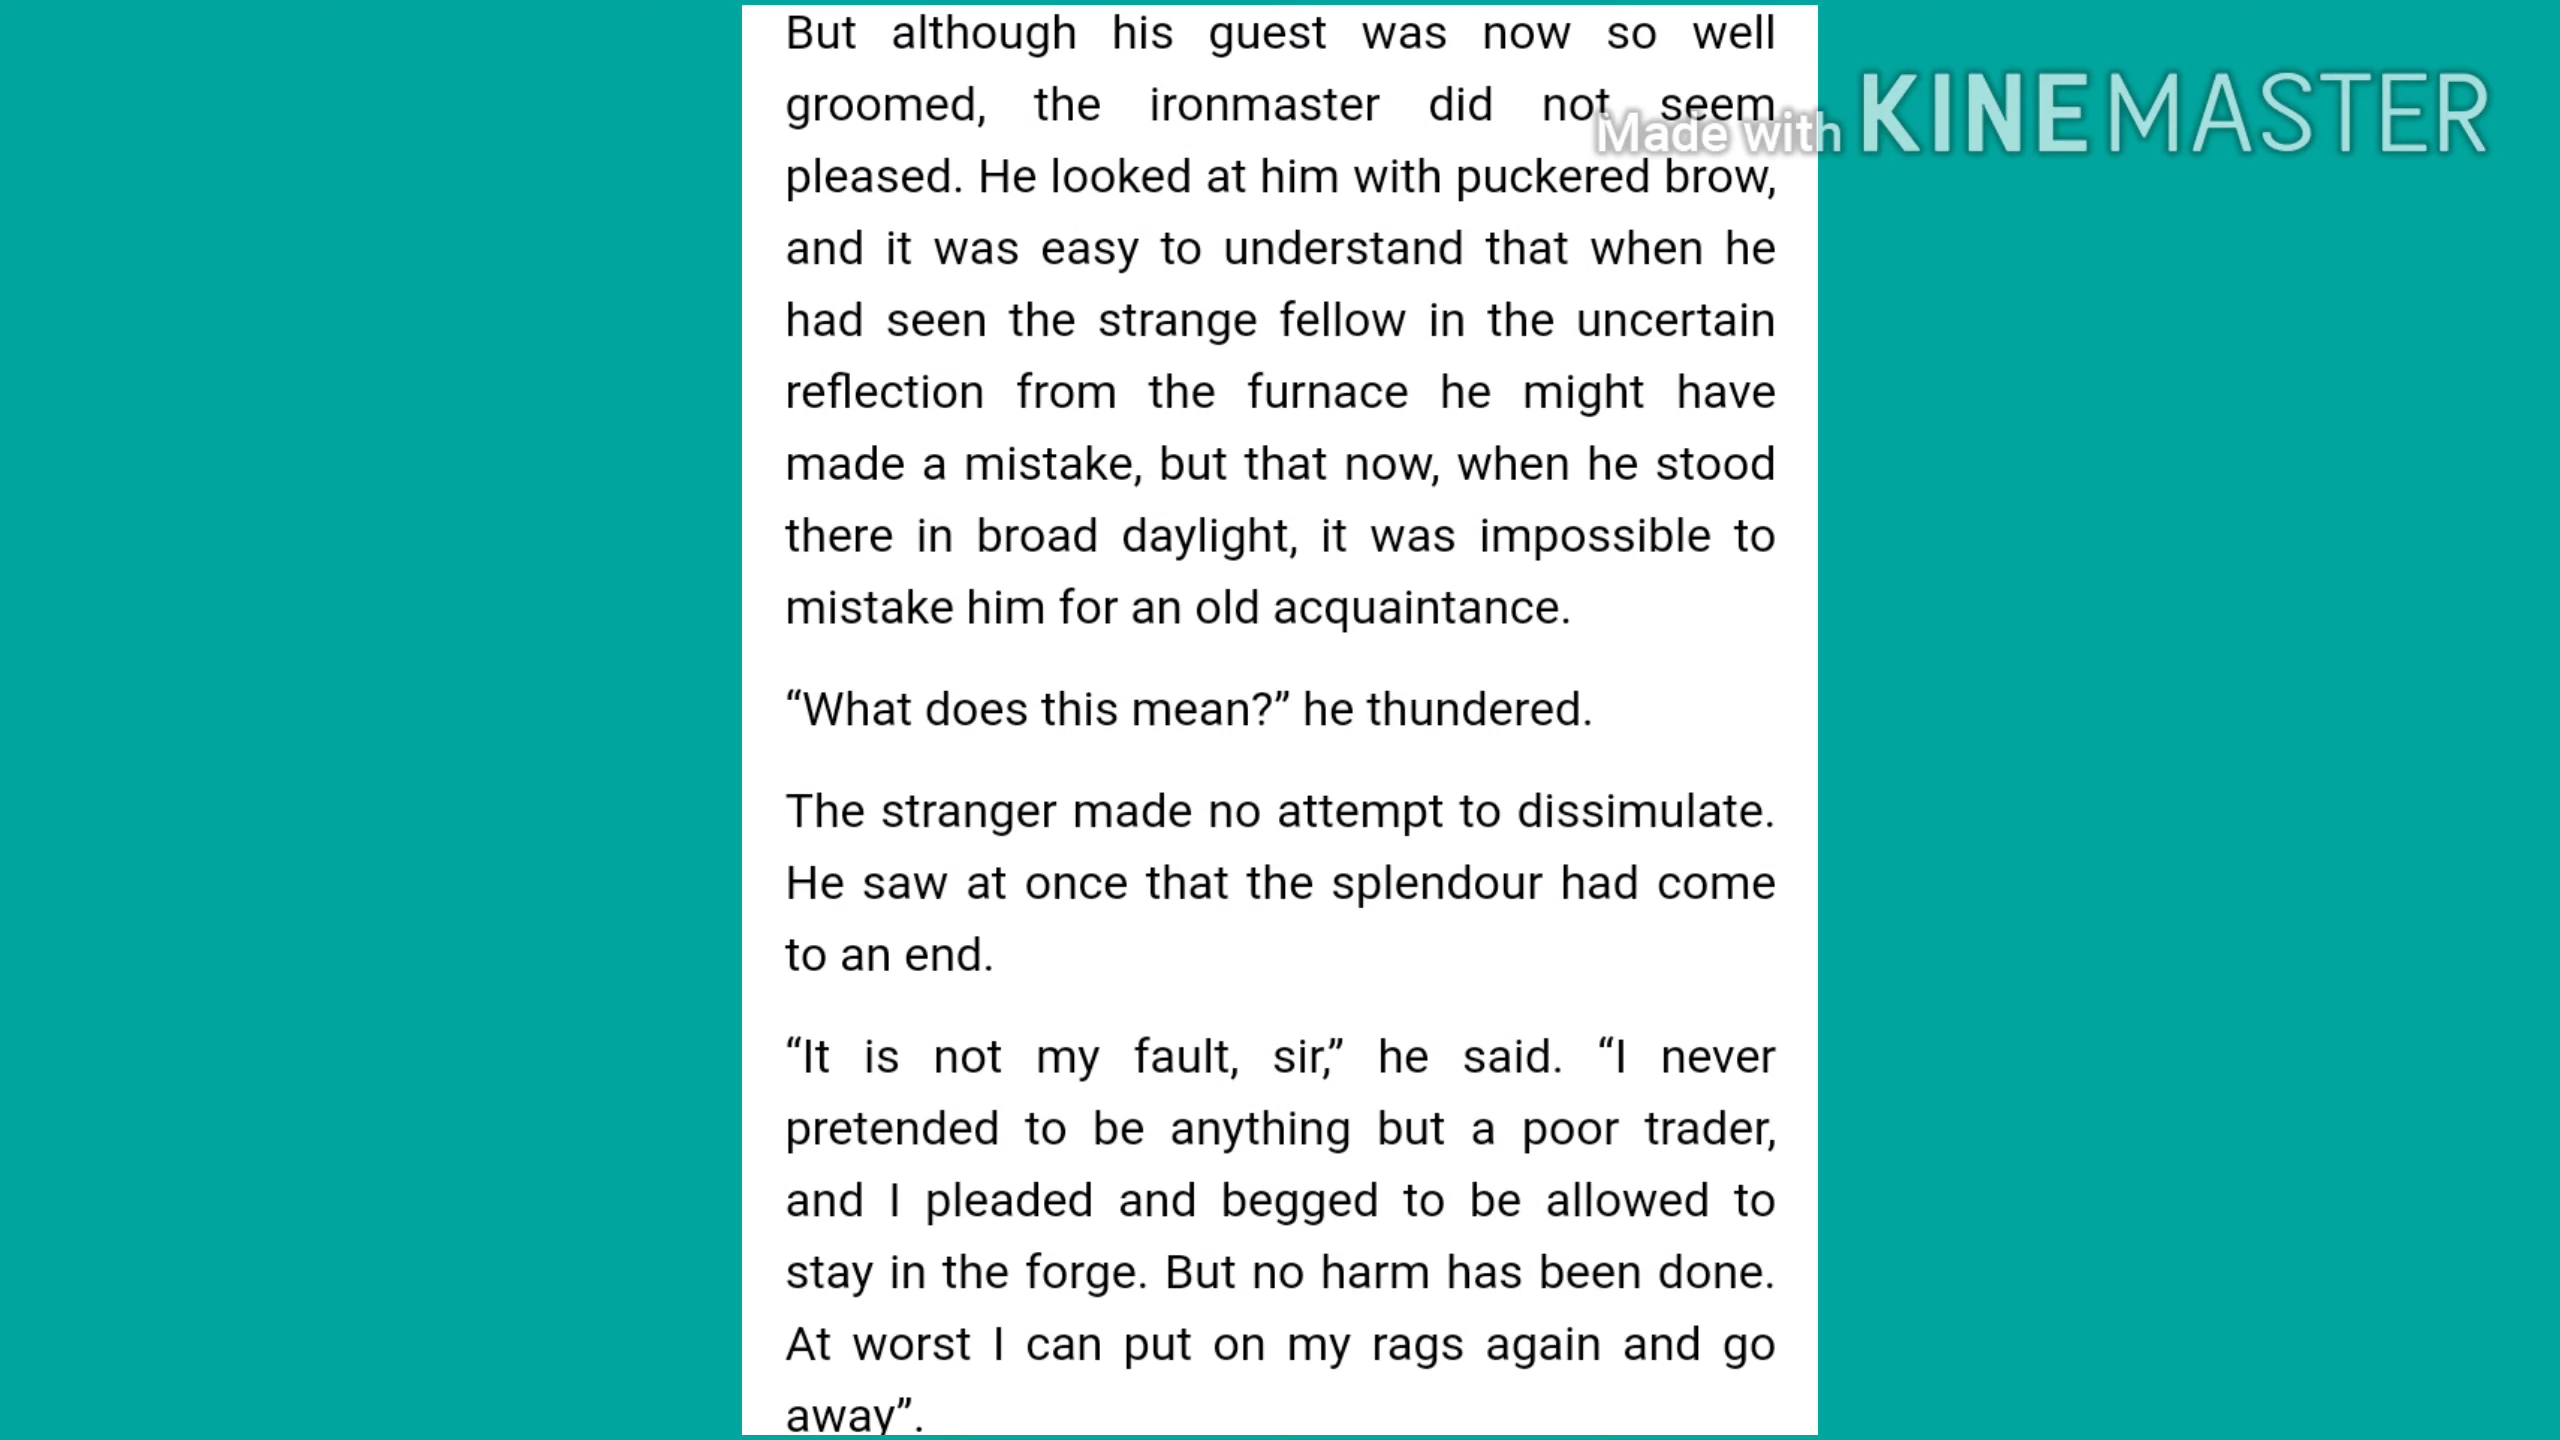 But although his guest was now so well
groomed, the ironmaster did not seem
Made with KINEMASTER
pleased. He looked at him with puckered brow,
and it was easy to understand that when he
had seen the strange fellow in the uncertain
reflection from the furnace he might have
made a mistake, but that now, when he stood
there in broad daylight, it was impossible to
mistake him for an old acquaintance.
“What does this mean?” he thundered.
The stranger made no attempt to dissimulate.
He saw at once that the splendour had come
to an end.
“It is not my fault, sir,” he said. “I never
pretended to be anything but a poor trader,
and I pleaded and begged to be allowed to
stay in the forge. But no harm has been done.
At worst I can put on my rags again and go
away”.